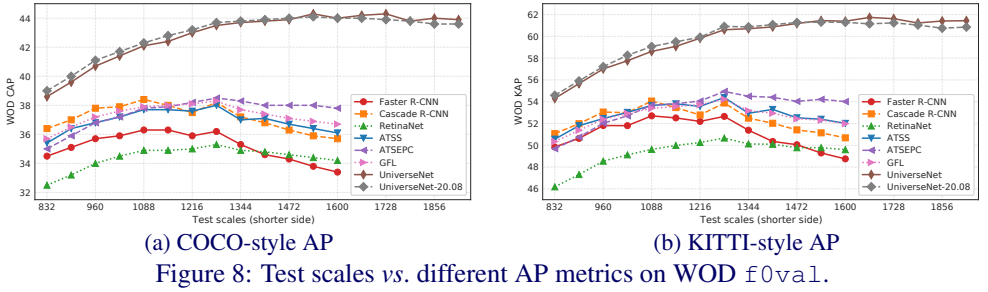 WOD CAP
44
42
40
38
36
34
32
Faster R-CNN
Cascade R-CNN
RetinaNet
ATSS
ATSEPC
GFL
UniverseNet
UniverseNet-20.08
832 960 1088 1216 1344 1472 1600 1728 1856
Test scales (shorter side)
(a) COCO-style AP
WOD KAP
62
60
58
56
54
52
50
48
46
Faster R-CNN
Cascade R-CNN
RetinaNet
ATSS
ATSEPC
GFL
UniverseNet
UniverseNet-20.08
832 960 1088 1216 1344 1472 1600 1728 1856
Test scales (shorter side)
(b) KITTI-style AP
Figure 8: Test scales vs. different AP metrics on WOD f0val.